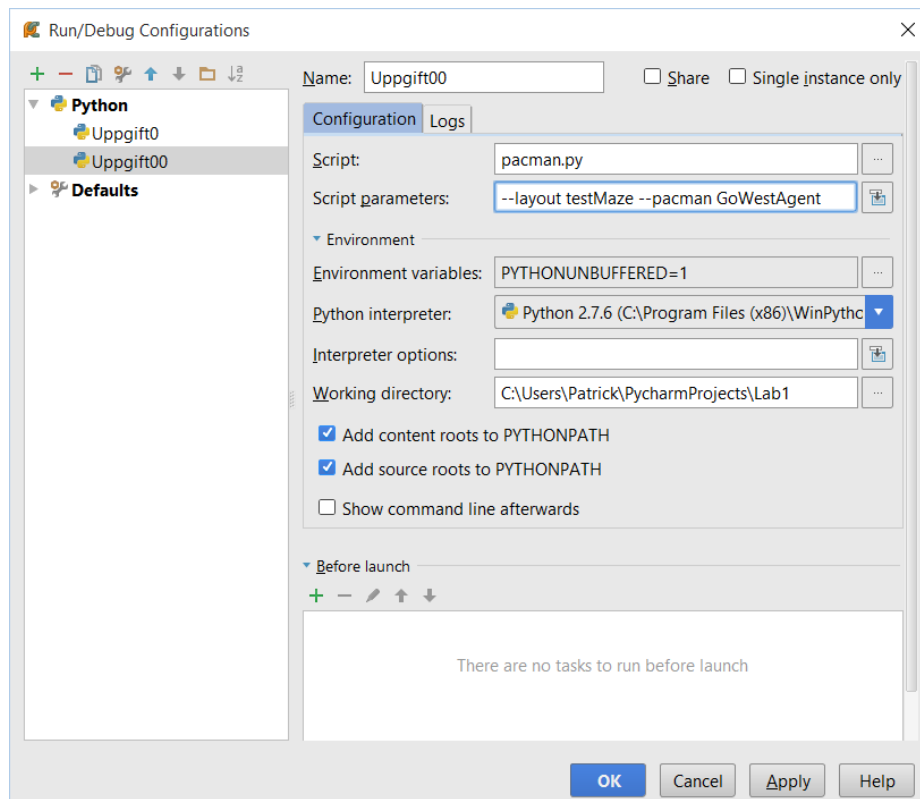 Run/Debug Configurations
Name: Uppgift00 Share Single instance only
Python
Uppgift0
Uppgift00
Defaults
Configuration Logs
Script: pacman.py ...
Script parameters: --layout testMaze --pacman GoWestAgent
Environment
Environment variables: PYTHONUNBUFFERED=1 ...
Python interpreter: Python 2.7.6 (C:\Program Files (x86)\WinPythc
Interpreter options:
Working directory: C:\Users\Patrick\PycharmProjects\Lab1 ...
Add content roots to PYTHONPATH
Add source roots to PYTHONPATH
Show command line afterwards
Before launch
There are no tasks to run before launch
OK Cancel Apply Help